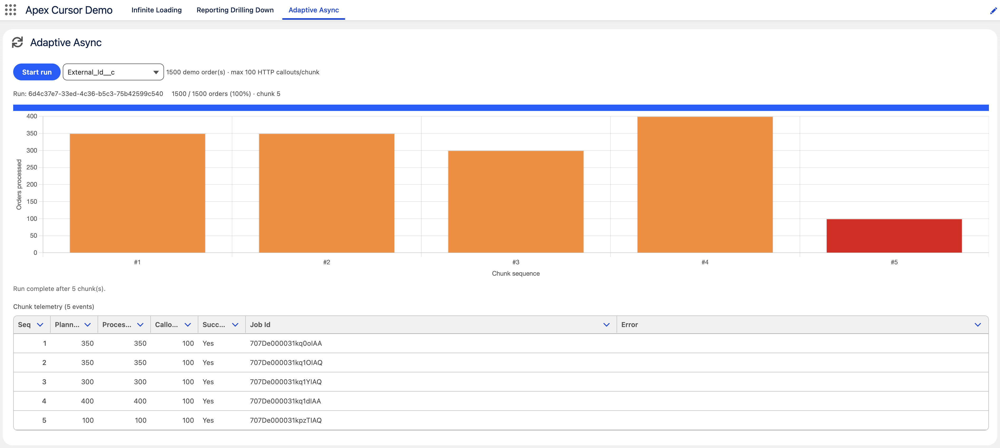 Apex Cursor Demo Infinite Loading Reporting Drilling Down Adaptive Async
Adaptive Async
Start run External_Id__c 1500 demo order(s) · max 100 HTTP callouts/chunk
Run: 6d4c37e7-33ed-4c36-b5c3-75b42599c540 1500 / 1500 orders (100%) · chunk 5
400
350
300
250
200
150
100
50
0
Orders processed
#1 #2 #3 #4 #5
Chunk sequence
Run complete after 5 chunk(s).
Chunk telemetry (5 events)
Seq Plann... Proces... Callo... Succ... Job Id Error
1 350 350 100 Yes 707De000031kq0oIAA
2 350 350 100 Yes 707De000031kq1OIAQ
3 300 300 100 Yes 707De000031kq1YIAQ
4 400 400 100 Yes 707De000031kq1dIAA
5 100 100 100 Yes 707De000031kpzTIAQ